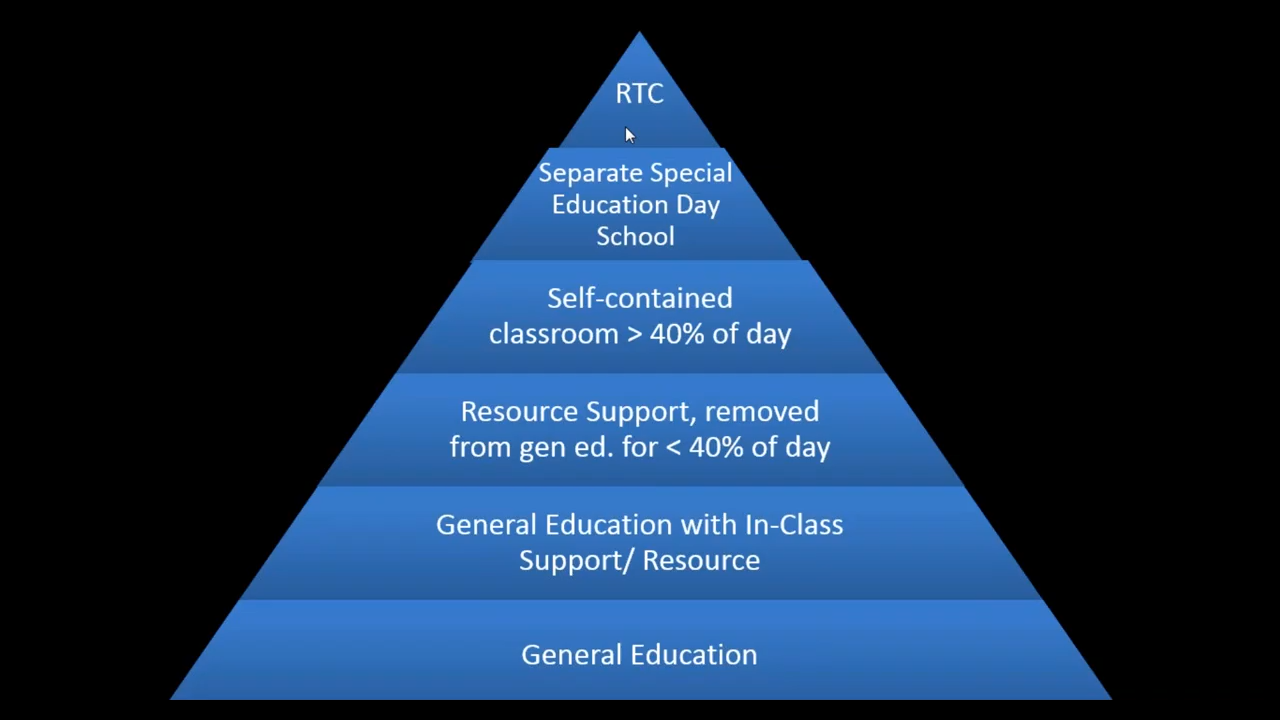 RTC
Separate Special
Education Day
School
Self-contained
classroom > 40% of day
Resource Support, removed
from gen ed. for < 40% of day
General Education with In-Class
Support/ Resource
General Education